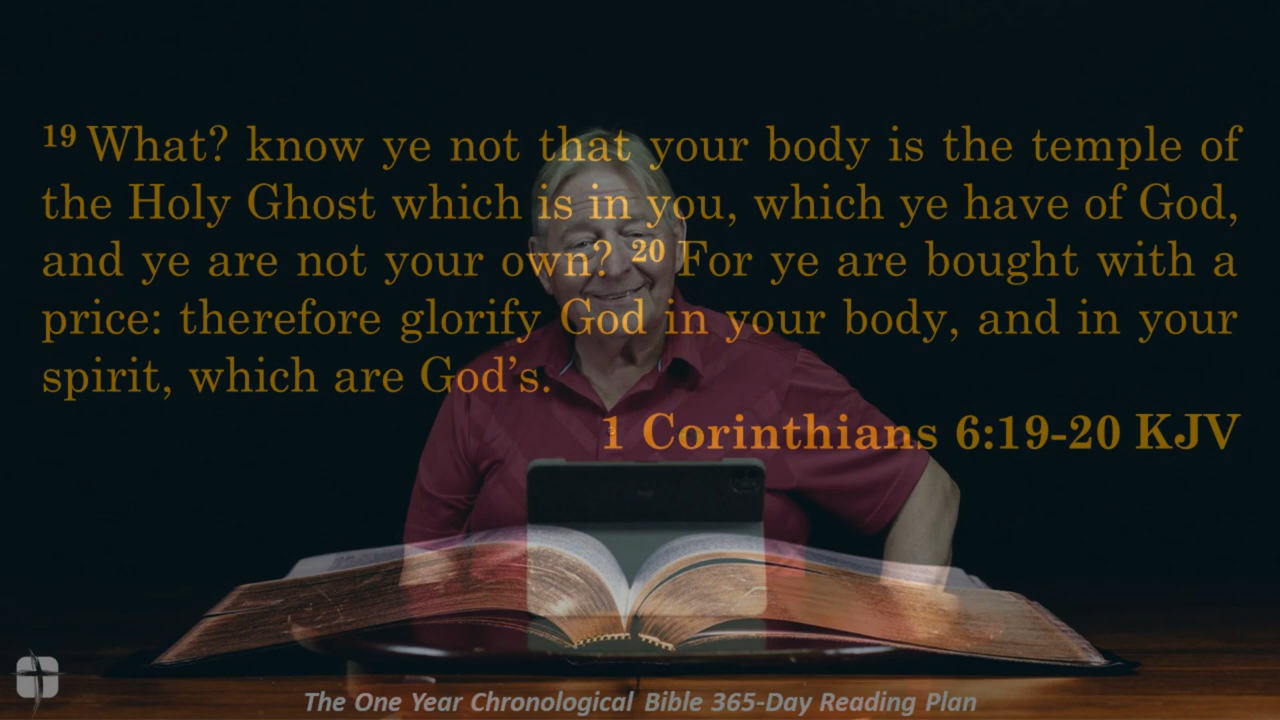 19 What? know ye not that your body is the temple of
the Holy Ghost which is in you, which ye have of God,
and ye are not your own? 20 For ye are bought with a
price: therefore glorify God in your body, and in your
spirit, which are God’s.
1 Corinthians 6:19-20 KJV
The One Year Chronological Bible 365-Day Reading Plan